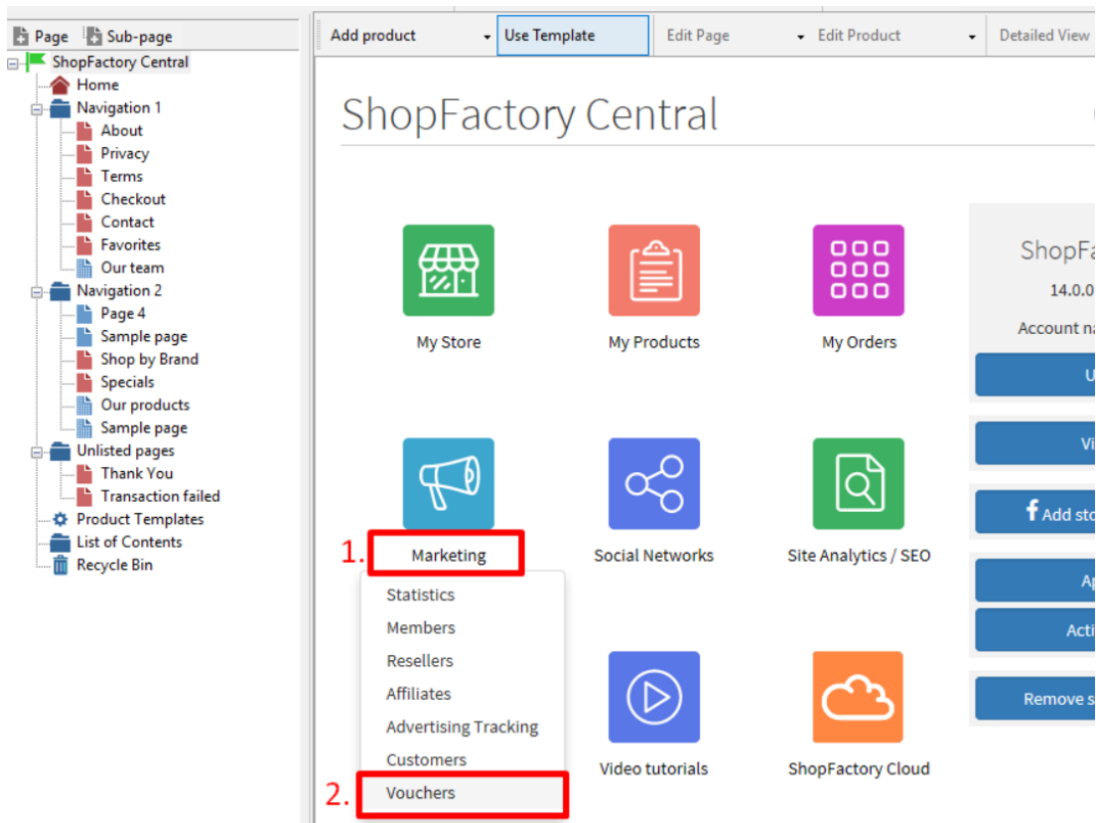 Page Sub-page
ShopFactory Central
Home
Navigation 1
About
Privacy
Terms
Checkout
Contact
Favorites
Our team
Navigation 2
Page 4
Sample page
Shop by Brand
Specials
Our products
Sample page
Unlisted pages
Thank You
Transaction failed
Product Templates
List of Contents
Recycle Bin
Add product Use Template Edit Page Edit Product Detailed View
ShopFactory Central
My Store My Products My Orders
1. Marketing Social Networks Site Analytics / SEO
Statistics
Members
Resellers
Affiliates
Advertising Tracking
Customers
2. Vouchers
Video tutorials ShopFactory Cloud
ShopFa
14.0.0
Account na
U
Vi
f Add sto
Ap
Acti
Remove s